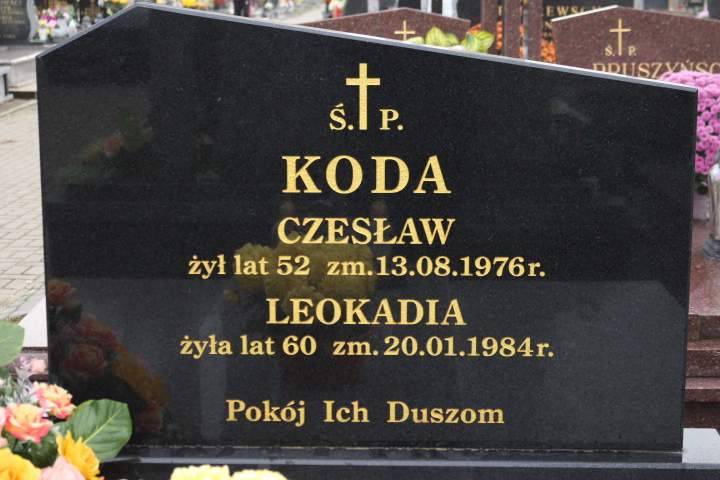 Ś. P.
KODA
CZESŁAW
żył lat 52 zm.13.08.1976r.
LEOKADIA
żyła lat 60 zm. 20.01.1984r.
Pokój Ich Duszom
Ś. P.